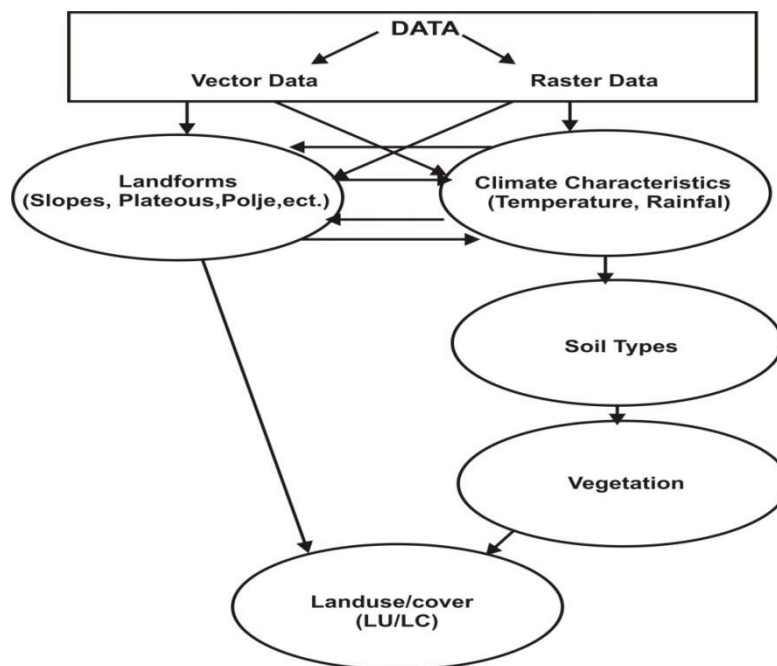 DATA
Vector Data
Raster Data
Landforms
(Slopes, Plateous,Polje,ect.)
Climate Characteristics
(Temperature, Rainfal)
Soil Types
Vegetation
Landuse/cover
(LU/LC)